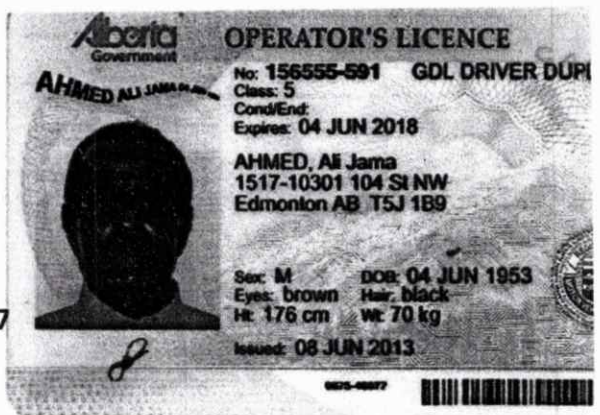 Alberta
Government
OPERATOR'S LICENCE
No: 156555-591 GDL DRIVER DUPL
Class: 5
Cond/End:
Expires: 04 JUN 2018
AHMED ALI JAMA
AHMED, Ali Jama
1517-10301 104 St NW
Edmonton AB T5J 1B9
Sex: M DOB: 04 JUN 1953
Eyes: brown Hair: black
Ht: 176 cm Wt: 70 kg
7
Issued: 08 JUN 2013